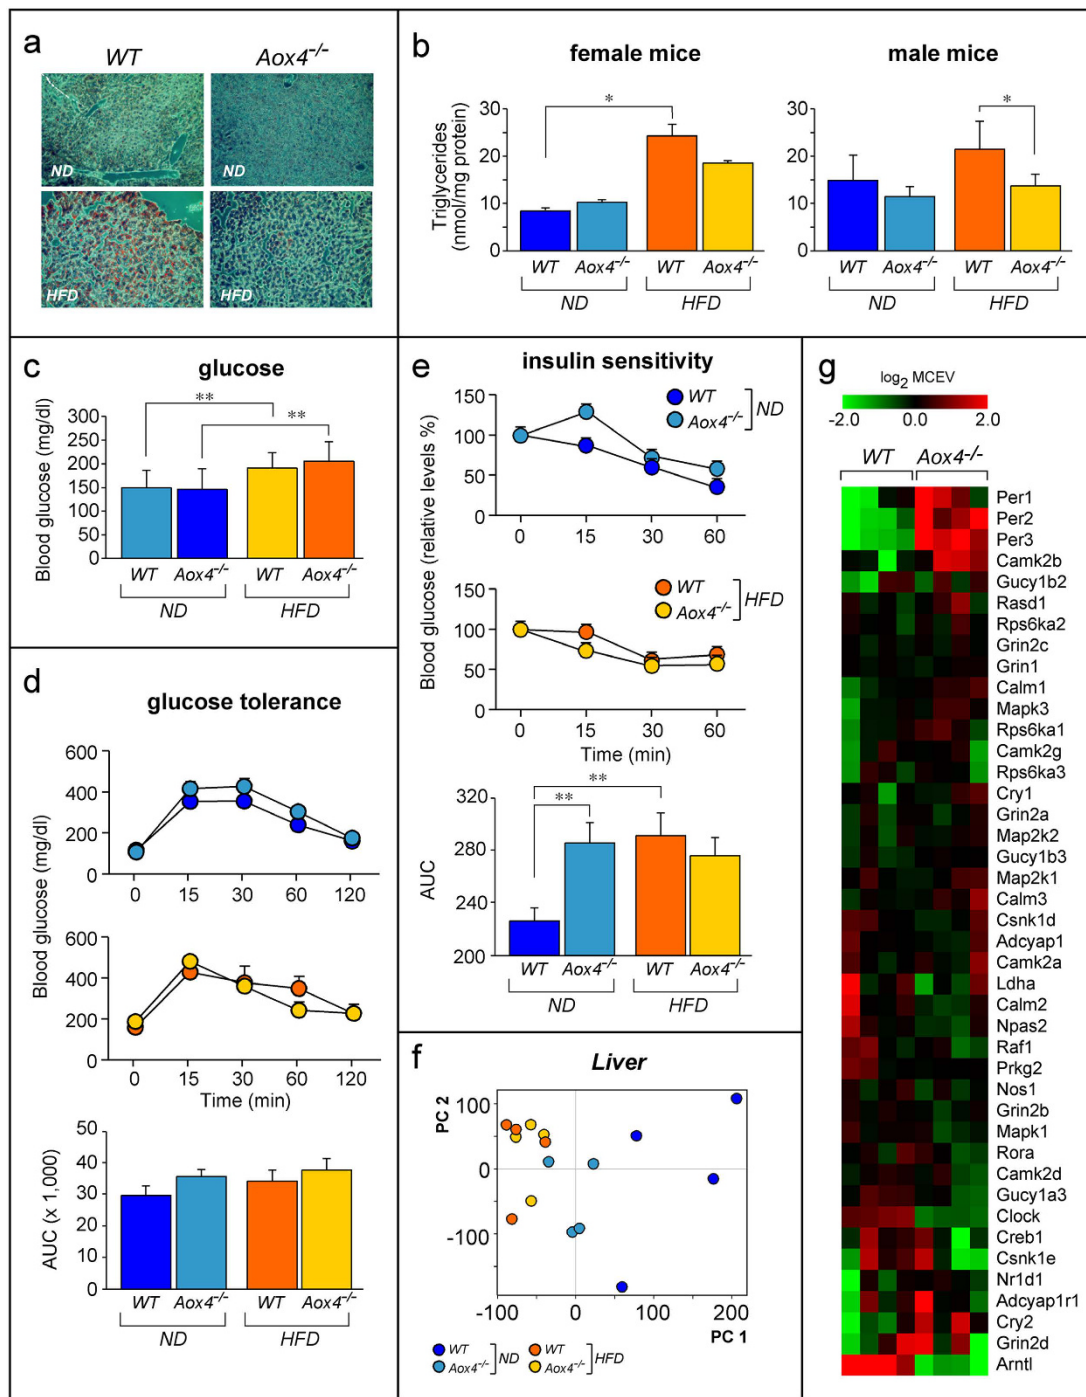 a
WT Aox4-/-
ND ND
HFD HFD
b
female mice male mice
Triglycerides
(nmol/mg protein)
30
20
10
0
*
WT Aox4-/- WT Aox4-/-
ND HFD
30
20
10
0
*
WT Aox4-/- WT Aox4-/-
ND HFD
c
glucose
Blood glucose (mg/dl)
300
250
200
150
100
50
0
**
**
WT Aox4-/- WT Aox4-/-
ND HFD
d
glucose tolerance
Blood glucose (mg/dl)
600
400
200
0
0 15 30 60 120
600
400
200
0
0 15 30 60 120
Time (min)
AUC (x 1,000)
50
40
30
20
10
0
WT Aox4-/- WT Aox4-/-
ND HFD
e
insulin sensitivity
Blood glucose (relative levels %)
150
100
50
0
WT
Aox4-/-
ND
0 15 30 60
150
100
50
0
WT
Aox4-/-
HFD
0 15 30 60
Time (min)
AUC
320
280
240
200
**
**
WT Aox4-/- WT Aox4-/-
ND HFD
f
Liver
PC 2
100
0
-100
-100 0 100 200
PC 1
WT WT
Aox4-/- Aox4-/-
ND HFD
g
log2 MCEV
-2.0 0.0 2.0
WT Aox4-/-
Per1
Per2
Per3
Camk2b
Gucy1b2
Rasd1
Rps6ka2
Grin2c
Grin1
Calm1
Mapk3
Rps6ka1
Camk2g
Rps6ka3
Cry1
Grin2a
Map2k2
Gucy1b3
Map2k1
Calm3
Csnk1d
Adcyap1
Camk2a
Ldha
Calm2
Npas2
Raf1
Prkg2
Nos1
Grin2b
Mapk1
Rora
Camk2d
Gucy1a3
Clock
Creb1
Csnk1e
Nr1d1
Adcyap1r1
Cry2
Grin2d
Arntl